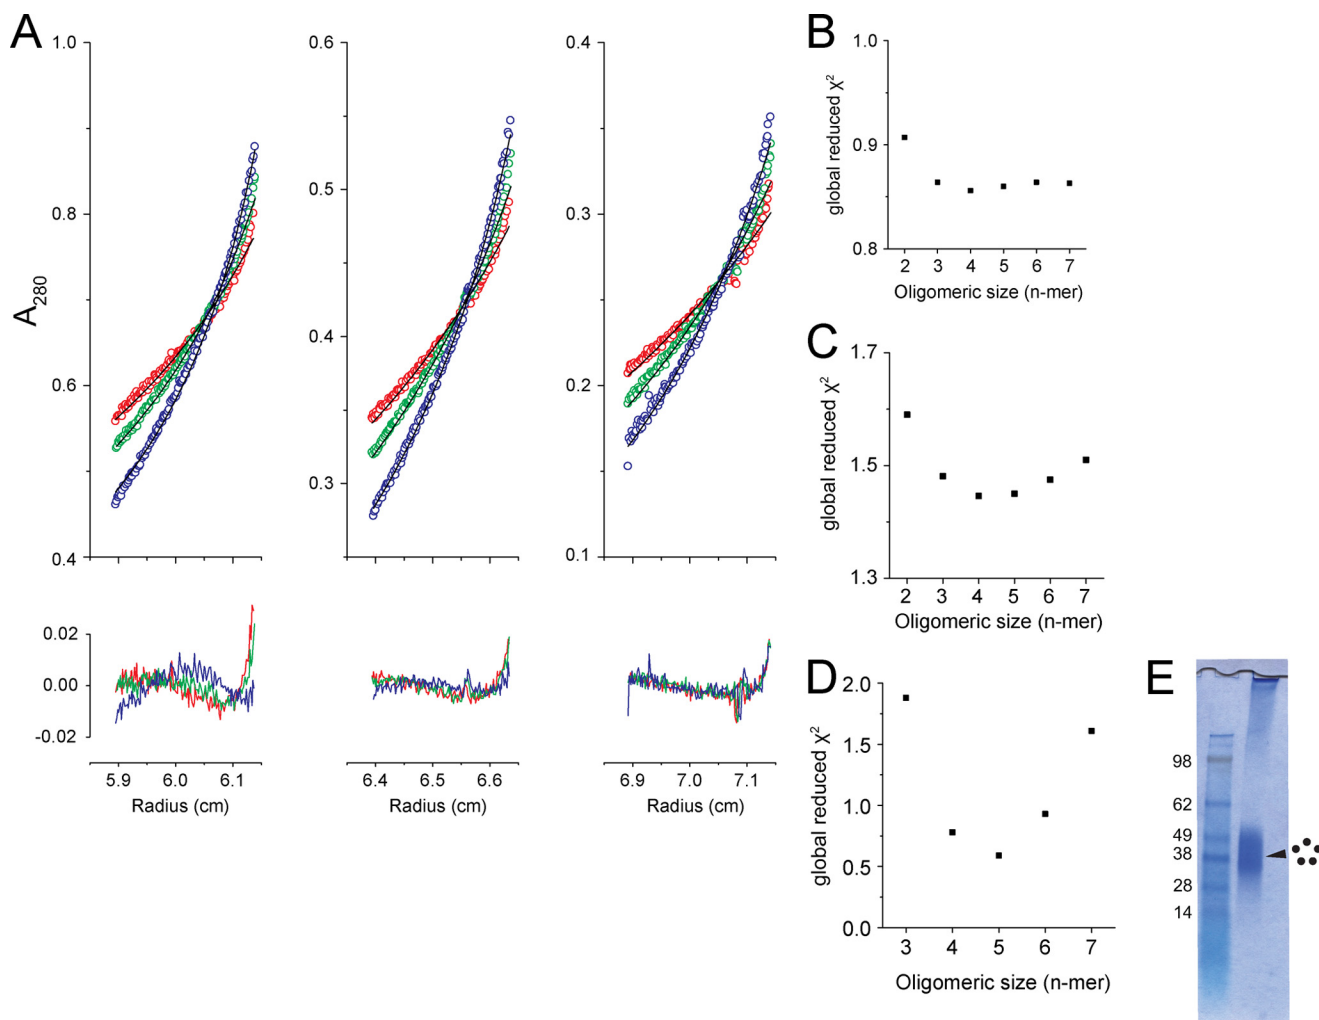 A
A280
1.0
0.8
0.6
0.4
0.6
0.5
0.4
0.3
0.4
0.3
0.2
0.1
0.02
0.00
-0.02
5.9 6.0 6.1
Radius (cm)
6.4 6.5 6.6
Radius (cm)
6.9 7.0 7.1
Radius (cm)
B
global reduced χ²
1.0
0.9
0.8
2 3 4 5 6 7
Oligomeric size (n-mer)
C
global reduced χ²
1.7
1.5
1.3
2 3 4 5 6 7
Oligomeric size (n-mer)
D
global reduced χ²
2.0
1.5
1.0
0.5
0.0
3 4 5 6 7
Oligomeric size (n-mer)
E
98
62
49
38
28
14